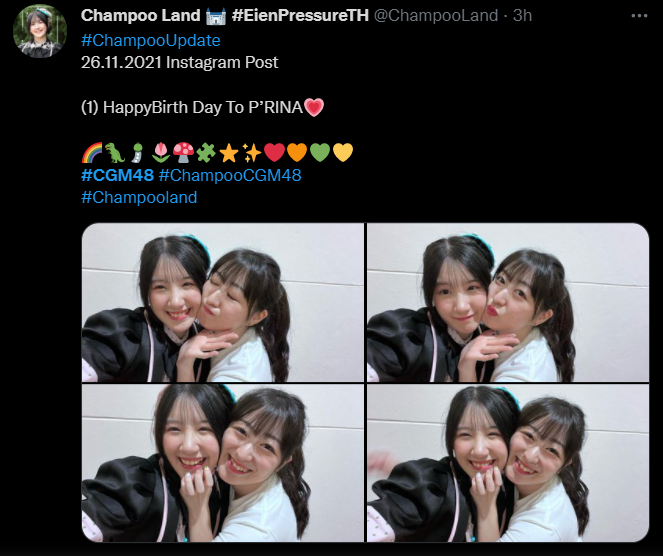 Champoo Land 🏰 #EienPressureTH @ChampooLand · 3h
#ChampooUpdate
26.11.2021 Instagram Post
(1) HappyBirth Day To P’RINA💗
#CGM48 #ChampooCGM48
#Champooland